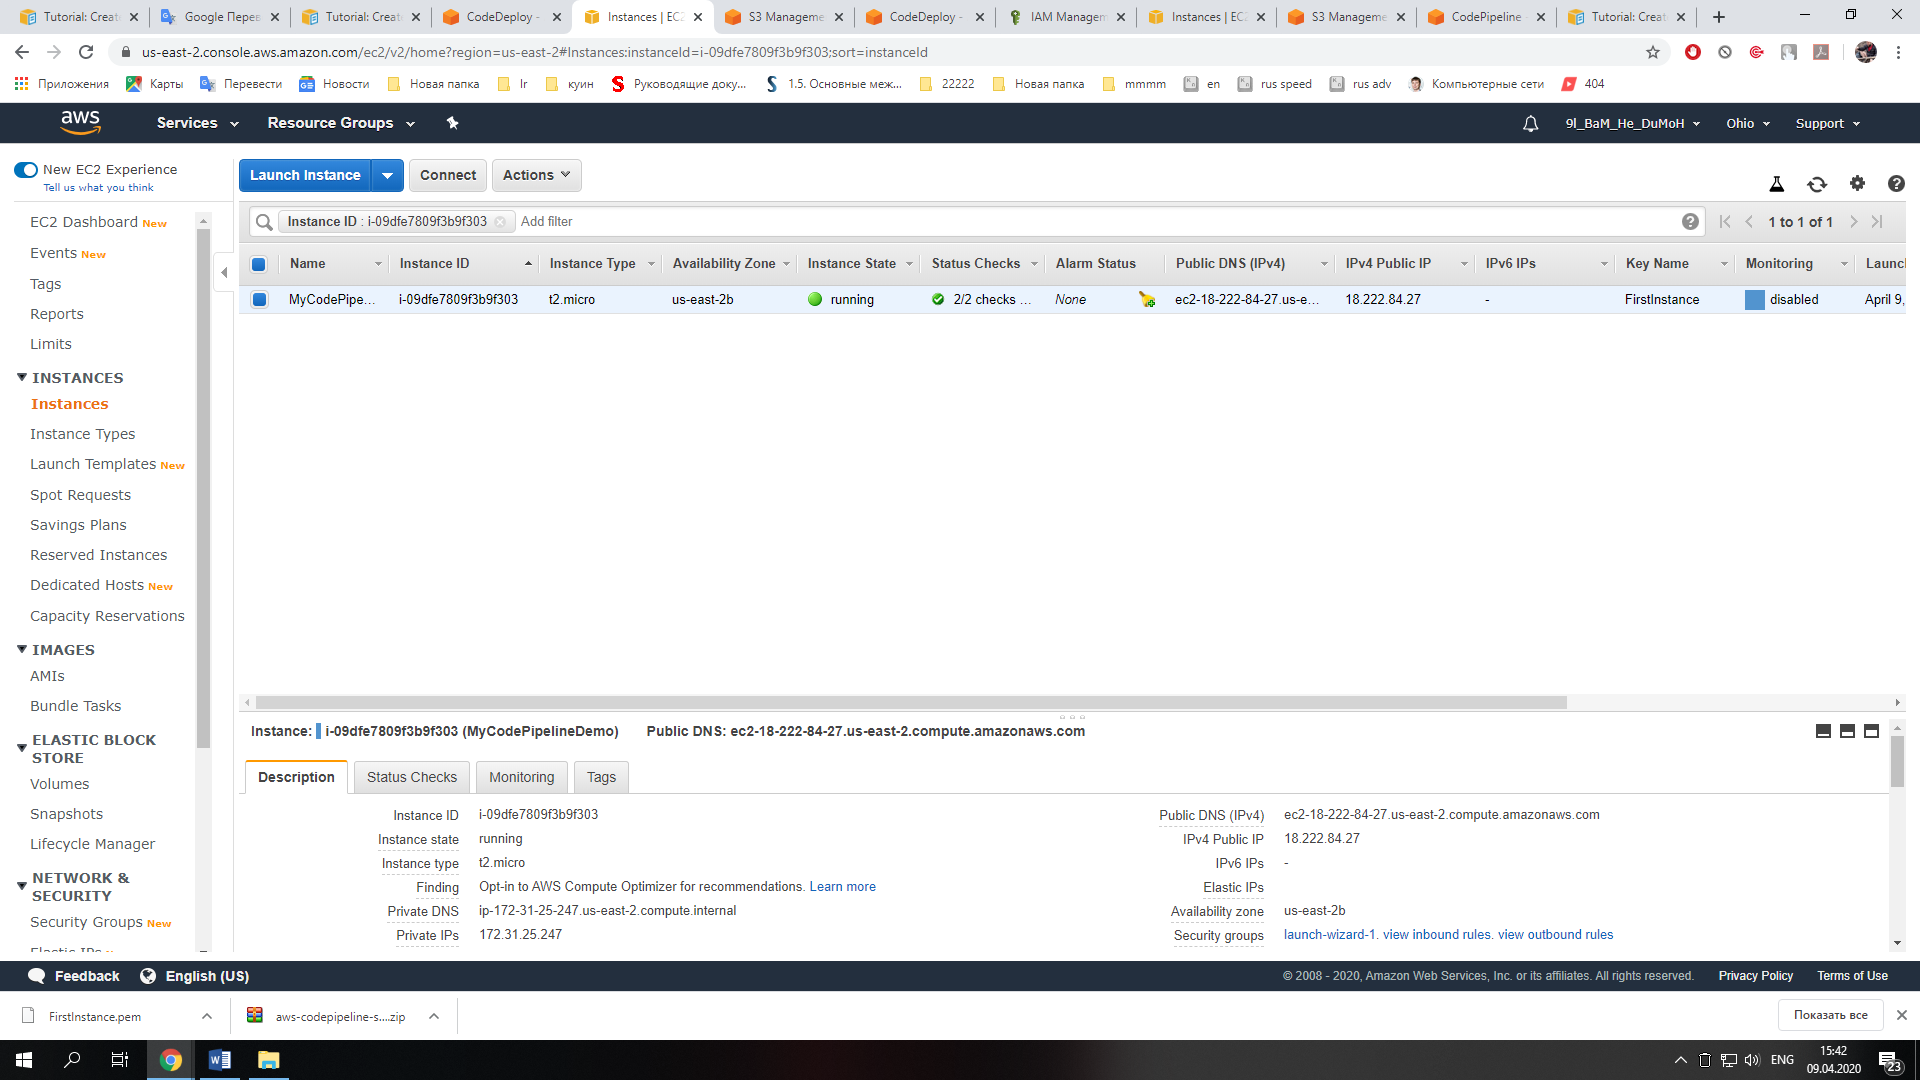 Tutorial: Create
Google Перев
Tutorial: Create
CodeDeploy -
Instances | EC2
S3 Manageme
CodeDeploy -
IAM Managem
Instances | EC2
S3 Manageme
CodePipeline
Tutorial: Creat
us-east-2.console.aws.amazon.com/ec2/v2/home?region=us-east-2#Instances:instanceId=i-09dfe7809f3b9f303;sort=instanceId
Приложения
Карты
Перевести
Новости
Новая папка
lr
куин
Руководящие доку...
1.5. Основные меж...
22222
Новая папка
mmmm
en
rus speed
rus adv
Компьютерные сети
404
aws
Services
Resource Groups
9l_BaM_He_DuMoH
Ohio
Support
New EC2 Experience
Tell us what you think
EC2 Dashboard New
Events New
Tags
Reports
Limits
INSTANCES
Instances
Instance Types
Launch Templates New
Spot Requests
Savings Plans
Reserved Instances
Dedicated Hosts New
Capacity Reservations
IMAGES
AMIs
Bundle Tasks
ELASTIC BLOCK
STORE
Volumes
Snapshots
Lifecycle Manager
NETWORK &
SECURITY
Security Groups New
Elastic IPs
Launch Instance
Connect
Actions
Instance ID : i-09dfe7809f3b9f303
Add filter
1 to 1 of 1
Name Instance ID Instance Type Availability Zone Instance State Status Checks Alarm Status Public DNS (IPv4) IPv4 Public IP IPv6 IPs Key Name Monitoring Launc
MyCodePipe... i-09dfe7809f3b9f303 t2.micro us-east-2b running 2/2 checks ... None ec2-18-222-84-27.us-e... 18.222.84.27 - FirstInstance disabled April 9,
Instance: i-09dfe7809f3b9f303 (MyCodePipelineDemo) Public DNS: ec2-18-222-84-27.us-east-2.compute.amazonaws.com
Description
Status Checks
Monitoring
Tags
Instance ID i-09dfe7809f3b9f303
Instance state running
Instance type t2.micro
Finding Opt-in to AWS Compute Optimizer for recommendations. Learn more
Private DNS ip-172-31-25-247.us-east-2.compute.internal
Private IPs 172.31.25.247
Public DNS (IPv4) ec2-18-222-84-27.us-east-2.compute.amazonaws.com
IPv4 Public IP 18.222.84.27
IPv6 IPs -
Elastic IPs
Availability zone us-east-2b
Security groups launch-wizard-1. view inbound rules. view outbound rules
Feedback
English (US)
© 2008 - 2020, Amazon Web Services, Inc. or its affiliates. All rights reserved.
Privacy Policy
Terms of Use
FirstInstance.pem
aws-codepipeline-s....zip
Показать все
ENG
15:42
09.04.2020
23